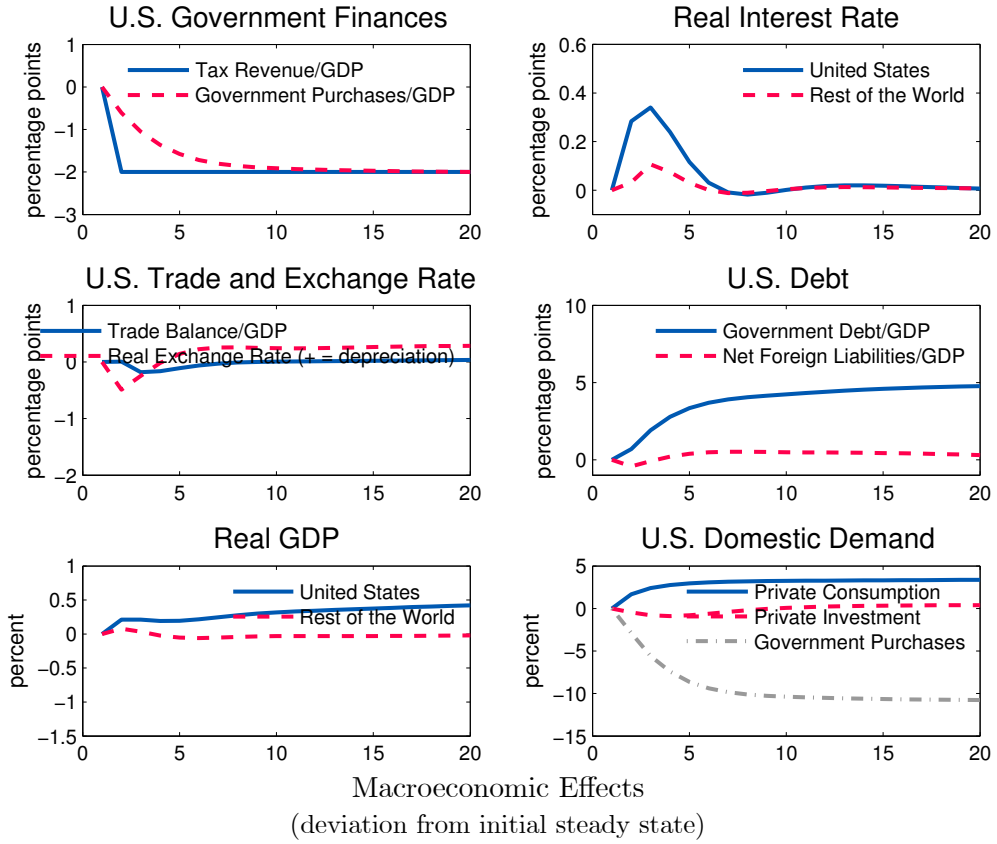 U.S. Government Finances
1
0
−1
−2
−3
percentage points
Tax Revenue/GDP
Government Purchases/GDP
0 5 10 15 20
Real Interest Rate
0.6
0.4
0.2
0
percentage points
United States
Rest of the World
0 5 10 15 20
U.S. Trade and Exchange Rate
1
0
−1
−2
percentage points
Trade Balance/GDP
Real Exchange Rate (+ = depreciation)
0 5 10 15 20
U.S. Debt
10
5
0
percentage points
Government Debt/GDP
Net Foreign Liabilities/GDP
0 5 10 15 20
Real GDP
1
0.5
0
−0.5
−1
−1.5
percent
United States
Rest of the World
0 5 10 15 20
U.S. Domestic Demand
5
0
−5
−10
−15
percent
Private Consumption
Private Investment
Government Purchases
0 5 10 15 20
Macroeconomic Effects
(deviation from initial steady state)